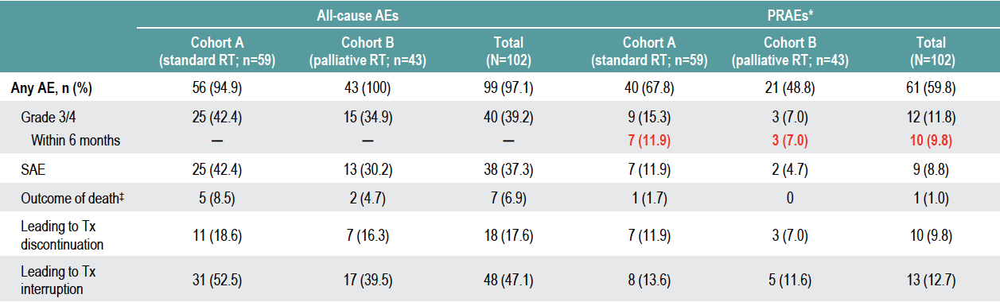 All-cause AEs PRAEs*
Cohort A Cohort B Total Cohort A Cohort B Total
(standard RT; n=59) (palliative RT; n=43) (N=102) (standard RT; n=59) (palliative RT; n=43) (N=102)
Any AE, n (%) 56 (94.9) 43 (100) 99 (97.1) 40 (67.8) 21 (48.8) 61 (59.8)
Grade 3/4 25 (42.4) 15 (34.9) 40 (39.2) 9 (15.3) 3 (7.0) 12 (11.8)
Within 6 months — — — 7 (11.9) 3 (7.0) 10 (9.8)
SAE 25 (42.4) 13 (30.2) 38 (37.3) 7 (11.9) 2 (4.7) 9 (8.8)
Outcome of death‡ 5 (8.5) 2 (4.7) 7 (6.9) 1 (1.7) 0 1 (1.0)
Leading to Tx
discontinuation 11 (18.6) 7 (16.3) 18 (17.6) 7 (11.9) 3 (7.0) 10 (9.8)
Leading to Tx
interruption 31 (52.5) 17 (39.5) 48 (47.1) 8 (13.6) 5 (11.6) 13 (12.7)